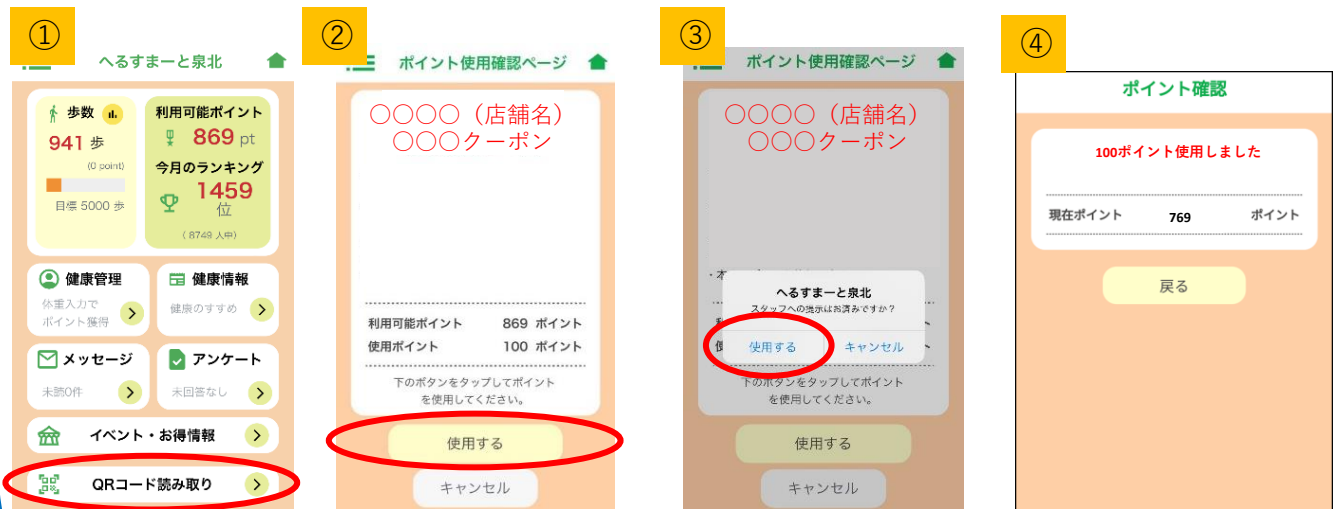 ①
へるすまーと泉北
歩数
941 歩
(0 point)
目標 5000 歩
利用可能ポイント
869 pt
今月のランキング
1459
位
( 8749 人中)
健康管理
体重入力で
ポイント獲得
健康情報
健康のすすめ
メッセージ
未読0件
アンケート
未回答なし
イベント・お得情報
QRコード読み取り
②
ポイント使用確認ページ
○○○○（店舗名）
○○○クーポン
利用可能ポイント 869 ポイント
使用ポイント 100 ポイント
下のボタンをタップしてポイント
を使用してください。
使用する
キャンセル
③
ポイント使用確認ページ
○○○○（店舗名）
○○○クーポン
・本
へるすまーと泉北
スタッフへの提示はお済みですか？
使用する キャンセル
下のボタンをタップしてポイント
を使用してください。
使用する
キャンセル
④
ポイント確認
100ポイント使用しました
現在ポイント 769 ポイント
戻る